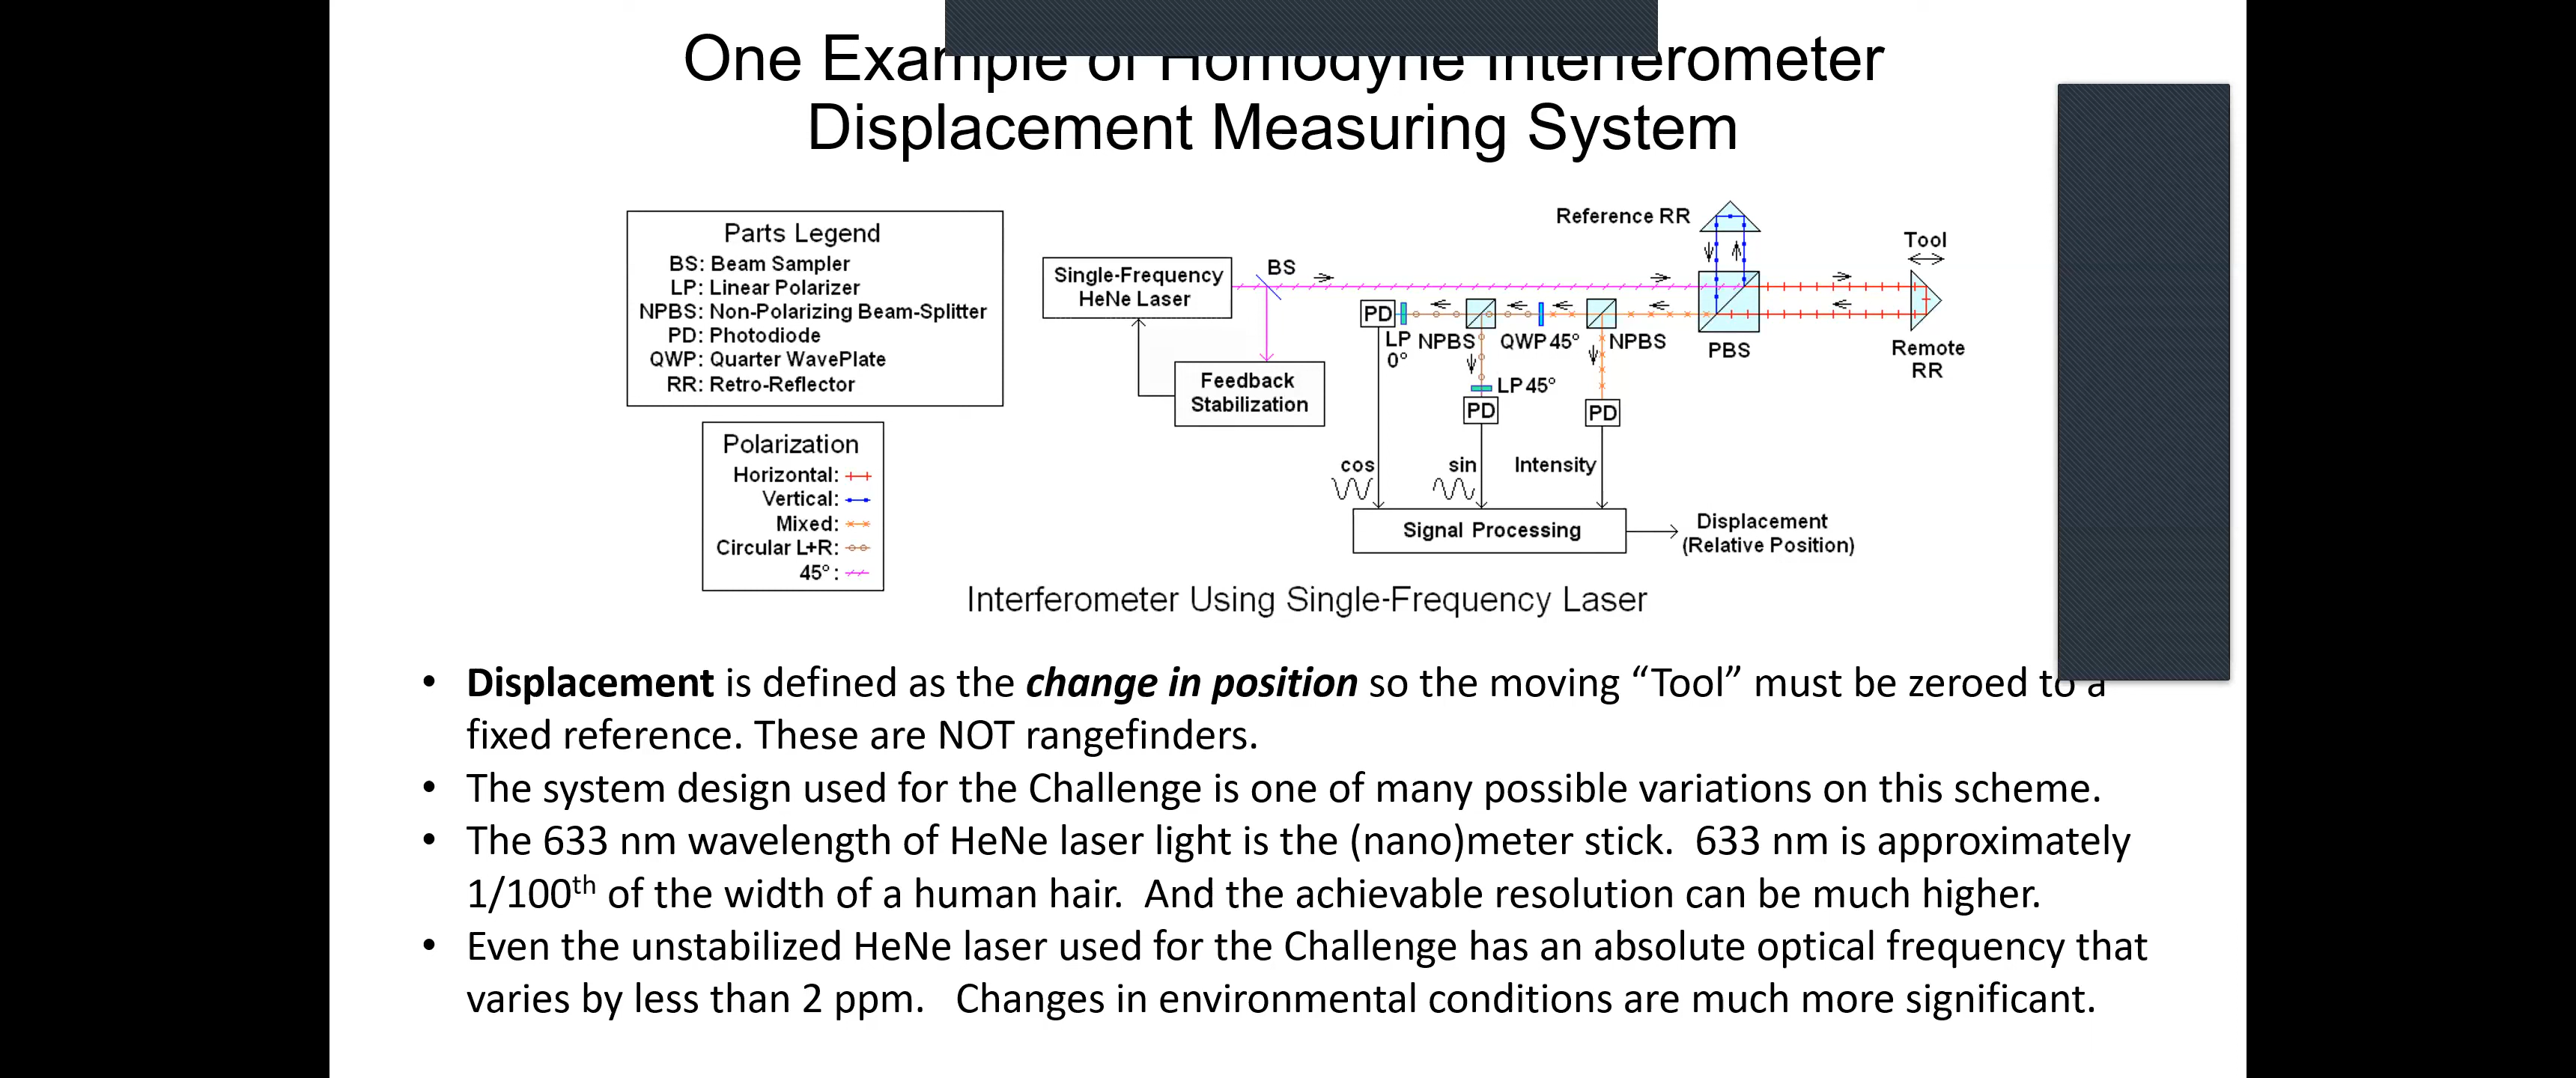 One Example of Homodyne Interferometer
Displacement Measuring System
Parts Legend
BS: Beam Sampler
LP: Linear Polarizer
NPBS: Non-Polarizing Beam-Splitter
PD: Photodiode
QWP: Quarter WavePlate
RR: Retro-Reflector
Polarization
Horizontal:
Vertical:
Mixed:
Circular L+R:
45°:
Single-Frequency
HeNe Laser
BS
Feedback
Stabilization
Reference RR
Tool
Remote
RR
PBS
NPBS
QWP 45°
NPBS
LP
0°
PD
LP 45°
PD
PD
cos
sin
Intensity
Signal Processing
Displacement
(Relative Position)
Interferometer Using Single-Frequency Laser
• Displacement is defined as the change in position so the moving “Tool” must be zeroed to a
fixed reference. These are NOT rangefinders.
• The system design used for the Challenge is one of many possible variations on this scheme.
• The 633 nm wavelength of HeNe laser light is the (nano)meter stick. 633 nm is approximately
1/100th of the width of a human hair. And the achievable resolution can be much higher.
• Even the unstabilized HeNe laser used for the Challenge has an absolute optical frequency that
varies by less than 2 ppm. Changes in environmental conditions are much more significant.